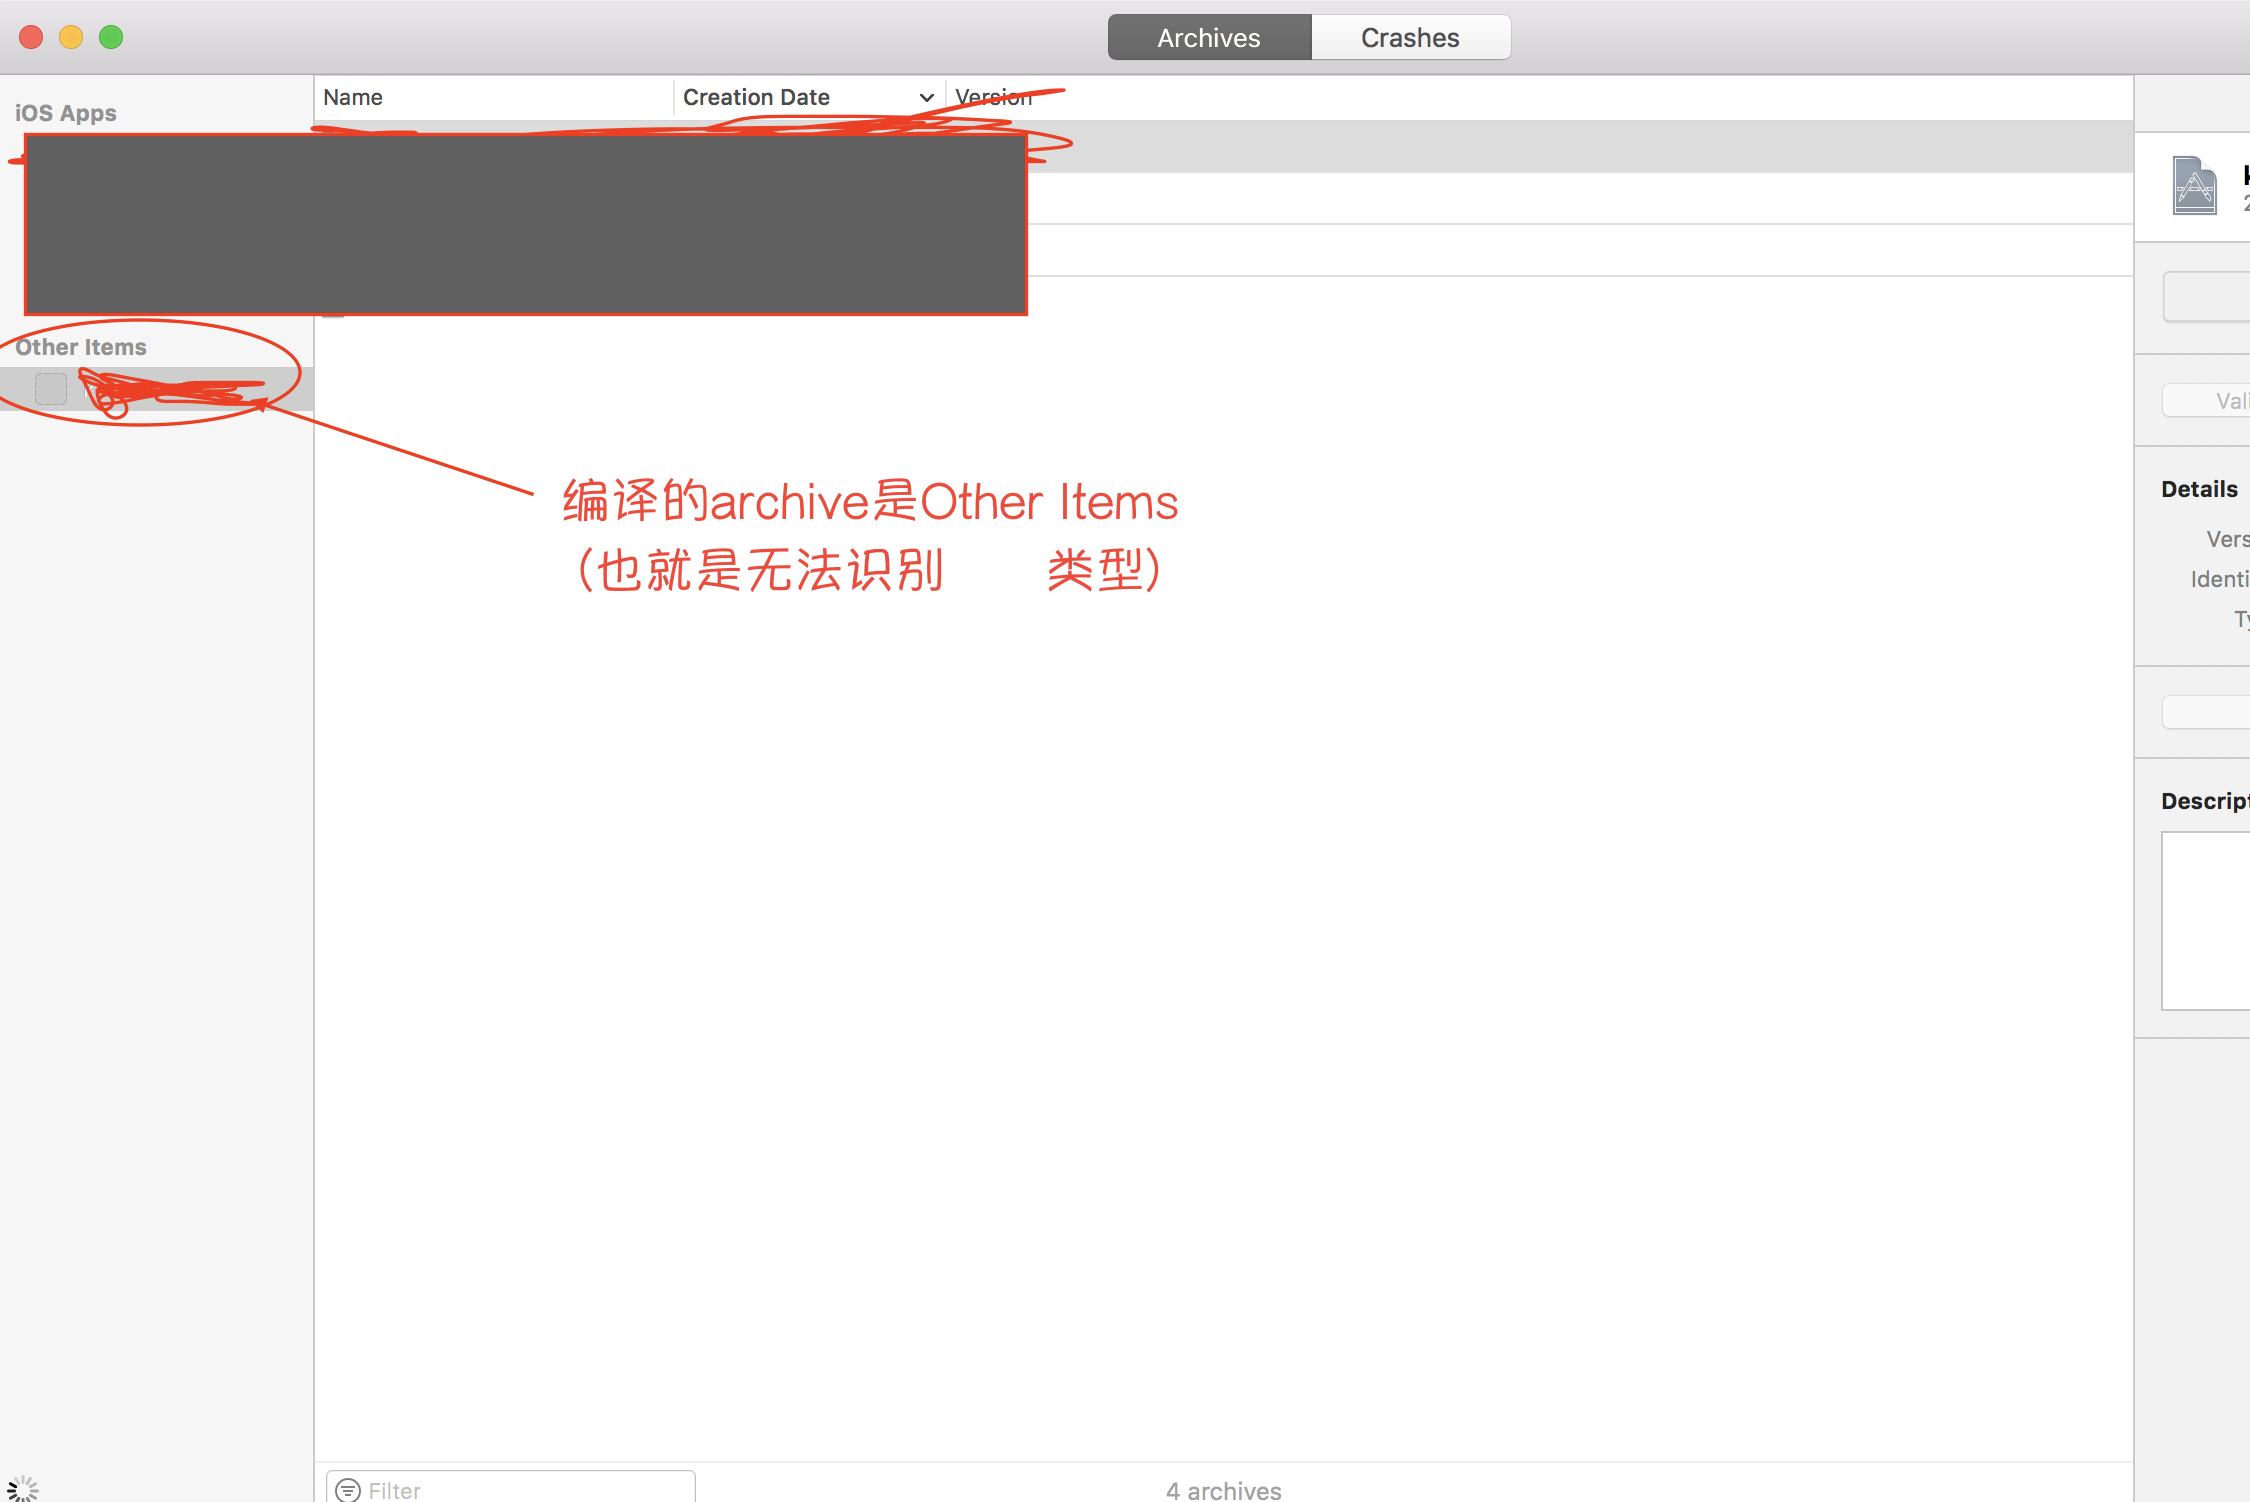 Archives
Crashes
iOS Apps
Name
Creation Date
Version
Other Items
编译的archive是Other Items
(也就是无法识别 类型)
Vali
Details
Vers
Identi
Ty
Descript
Filter
4 archives